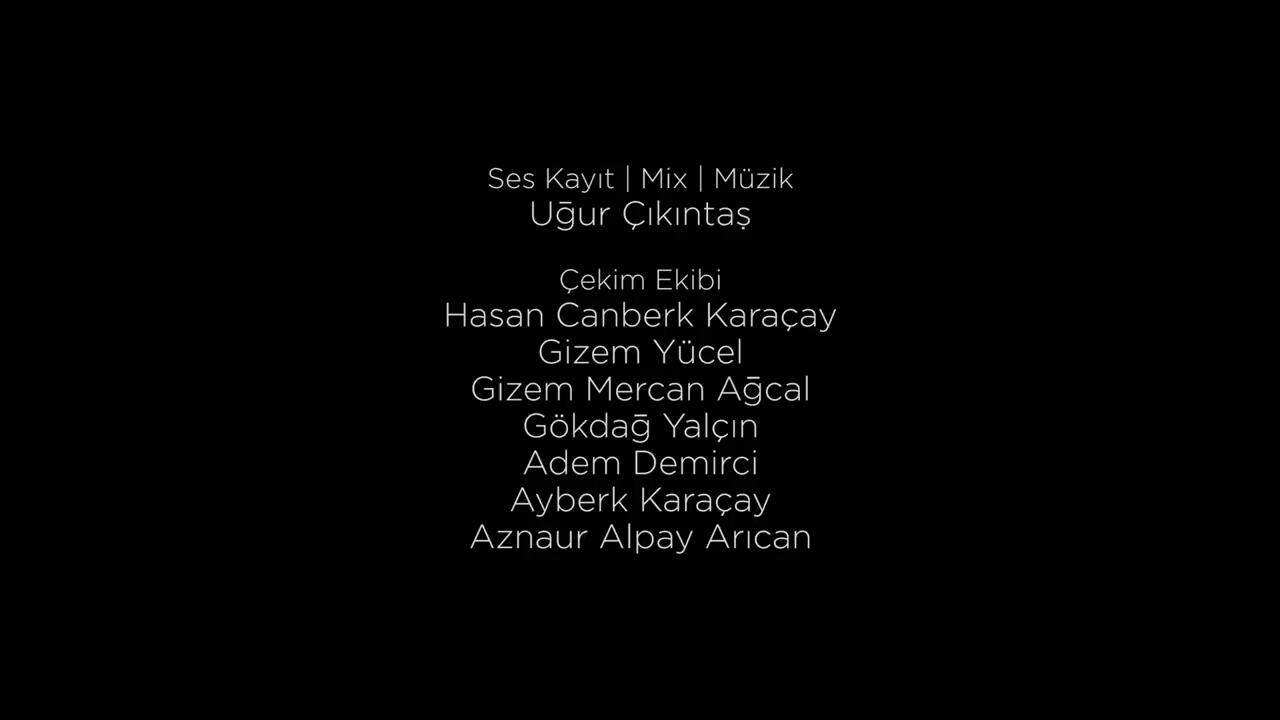 Ses Kayıt | Mix | Müzik
Uğur Çıkıntaş
Çekim Ekibi
Hasan Canberk Karaçay
Gizem Yücel
Gizem Mercan Ağcal
Gökdağ Yalçın
Adem Demirci
Ayberk Karaçay
Aznaur Alpay Arıcan